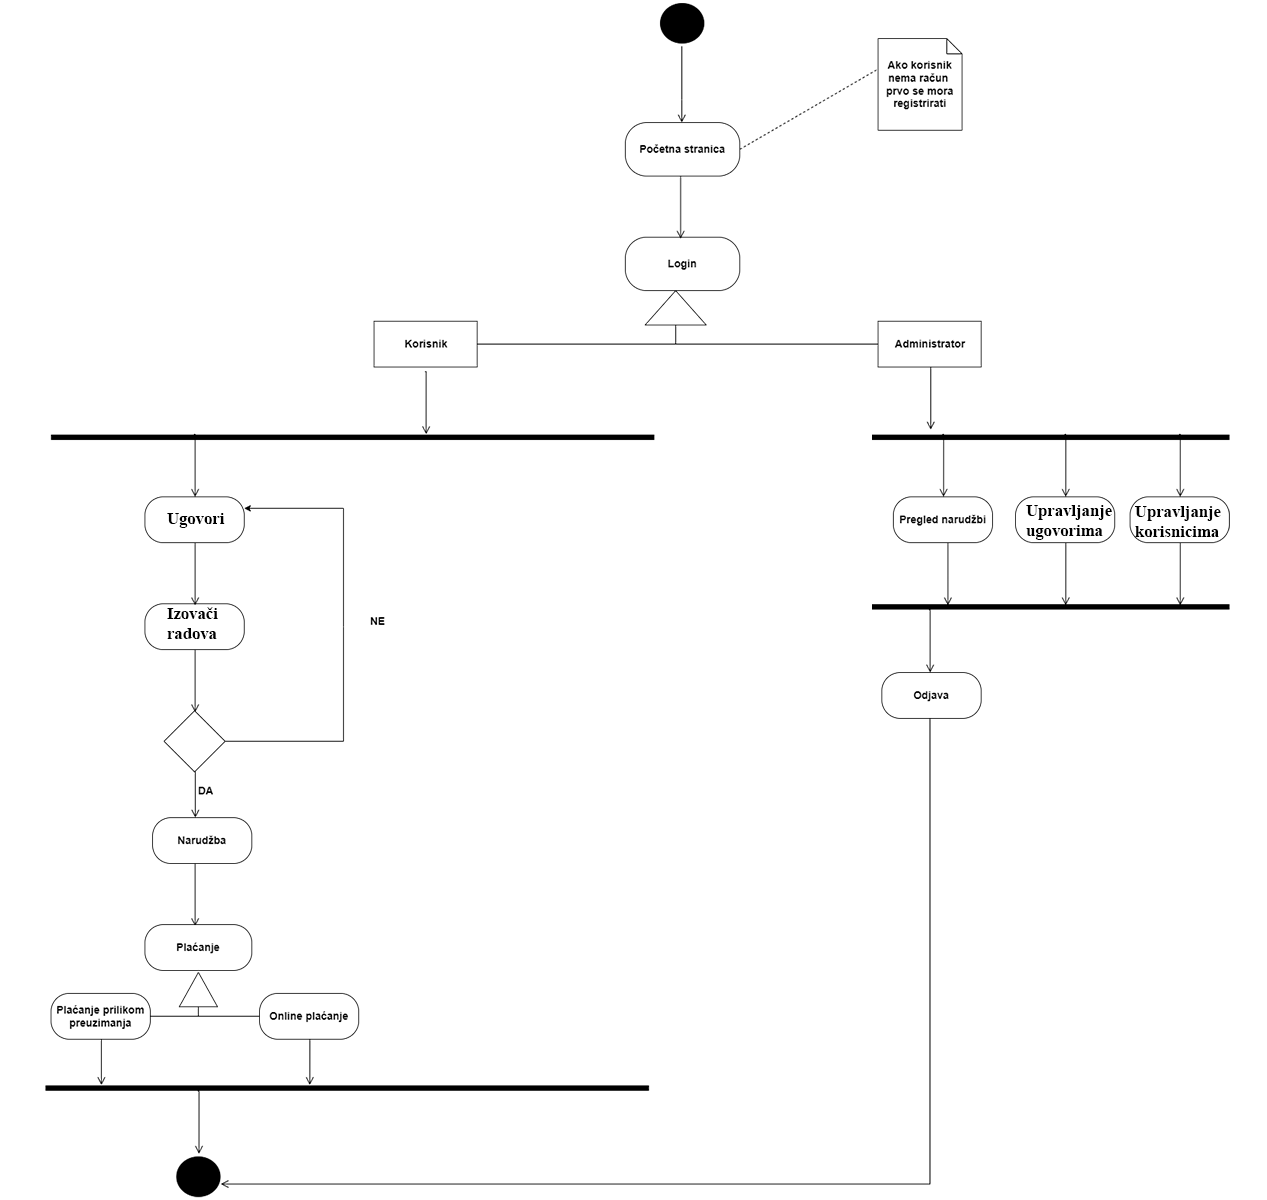 Ako korisnik
nema račun
prvo se mora
registrirati
Početna stranica
Login
Korisnik
Administrator
Ugovori
Pregled narudžbi
Upravljanje
ugovorima
Upravljanje
korisnicima
Izovači
radova
NE
Odjava
DA
Narudžba
Plaćanje
Plaćanje prilikom
preuzimanja
Online plaćanje